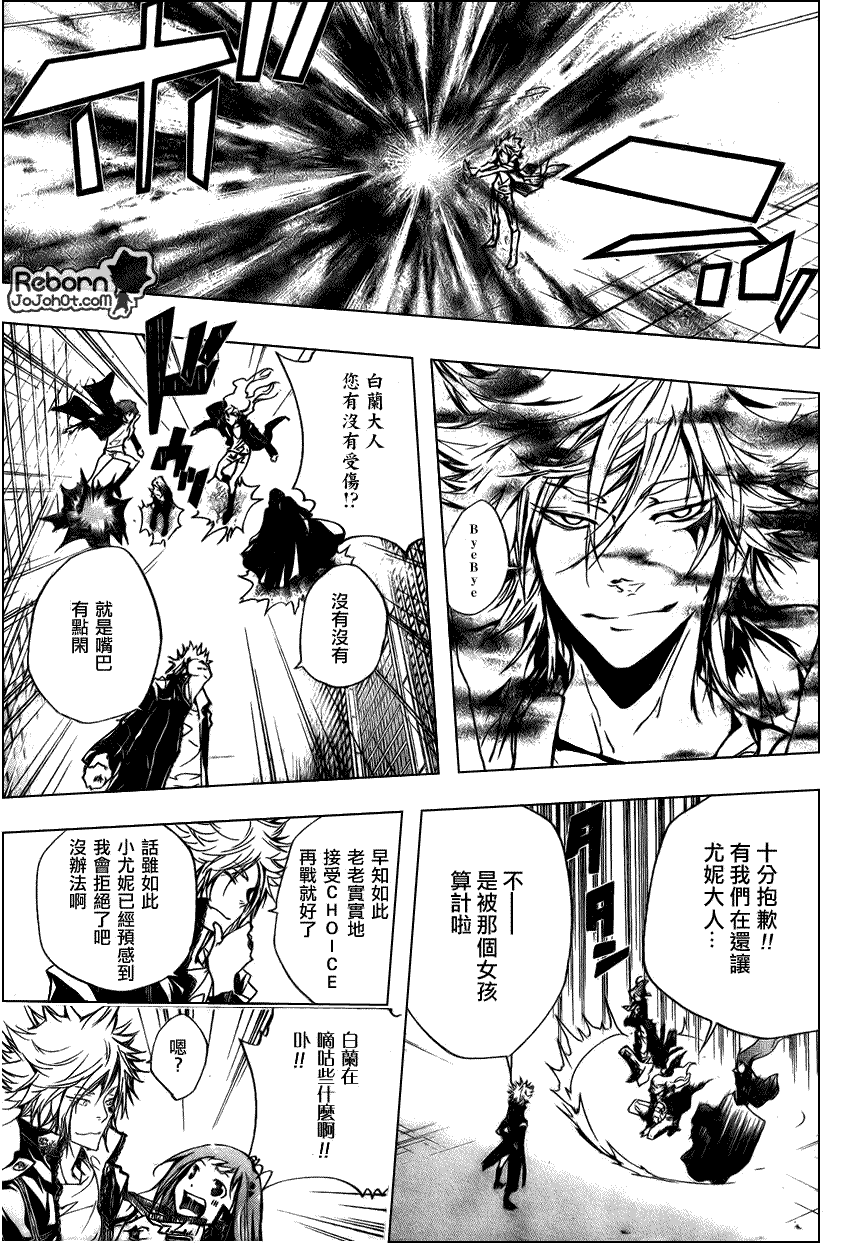 Reborn
JoJoHOt.com
ByeBye
白蘭大人
您有沒有受傷!?
沒有沒有
就是嘴巴
有點閑
十分抱歉!!
有我們在還讓
尤妮大人…
不——
是被那個女孩
算計啦
早知如此
老老實實地
接受CHOICE
再戰就好了
話雖如此
小尤妮已經預感到
我會拒絕了吧
沒辦法啊
白蘭在
嘀咕些什麼啊!!
卟!!
嗯?